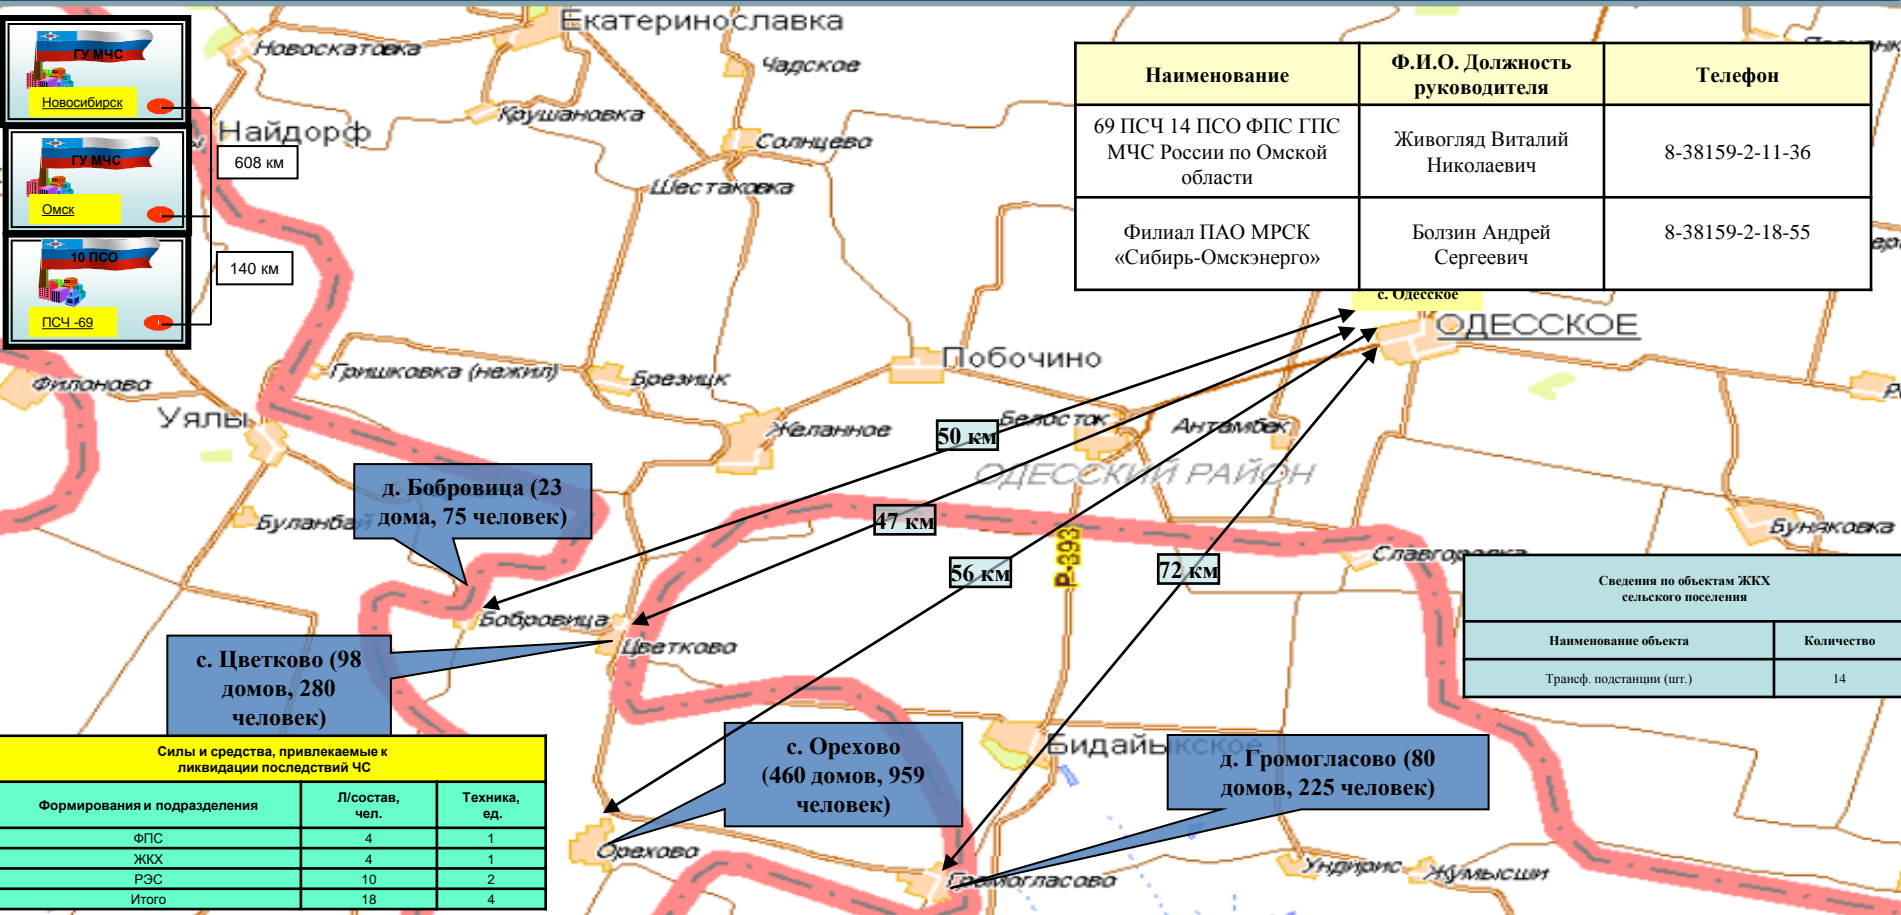 Екатеринославка
Новоскатовка
Чадское
Крушановка
Найдорф
Солнцево
Шестаковка
ГУ МЧС
Новосибирск
608 км
ГУ МЧС
Омск
140 км
10 ПСО
ПСЧ -69
Наименование
Ф.И.О. Должность
руководителя
Телефон
69 ПСЧ 14 ПСО ФПС ГПС
МЧС России по Омской
области
Живогляд Виталий
Николаевич
8-38159-2-11-36
Филиал ПАО МРСК
«Сибирь-Омскэнерго»
Болзин Андрей
Сергеевич
8-38159-2-18-55
с. Одесское
ОДЕССКОЕ
Филоново
Гришковка (нежил)
Брезицк
Побочино
Уялы
Желанное
Белосток
Антамбек
50 км
ОДЕССКИЙ РАЙОН
д. Бобровица (23
дома, 75 человек)
47 км
Р-393
56 км
72 км
Буняковка
Славгородка
Бобровица
Цветково
с. Цветково (98
домов, 280
человек)
Сведения по объектам ЖКХ
сельского поселения
Наименование объекта
Количество
Трансф. подстанции (шт.)
14
с. Орехово
(460 домов, 959
человек)
Бидайыкское
д. Громогласово (80
домов, 225 человек)
Орехово
Громогласово
Ундирис
Жумысши
Силы и средства, привлекаемые к
ликвидации последствий ЧС
Формирования и подразделения
Л/состав,
чел.
Техника,
ед.
ФПС 4 1
ЖКХ 4 1
РЭС 10 2
Итого 18 4